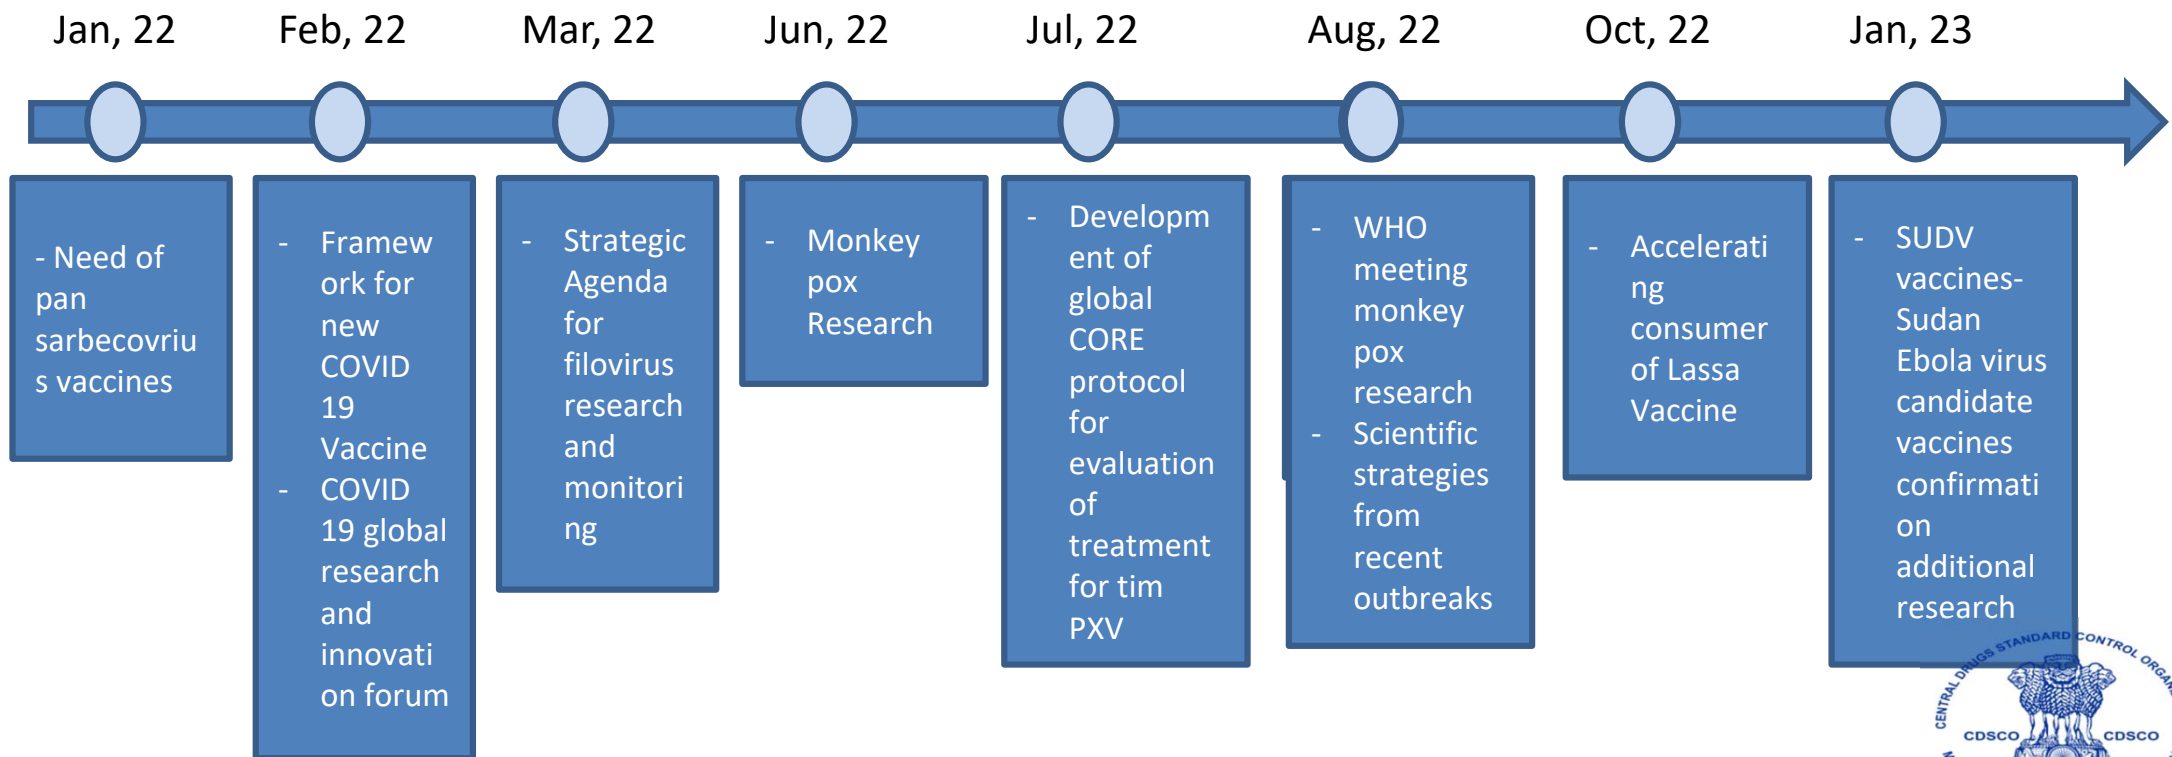 Jan, 22
Feb, 22
Mar, 22
Jun, 22
Jul, 22
Aug, 22
Oct, 22
Jan, 23
- Need of
pan
sarbecovriu
s vaccines
- Framew
ork for
new
COVID
19
Vaccine
- COVID
19 global
research
and
innovati
on forum
- Strategic
Agenda
for
filovirus
research
and
monitori
ng
- Monkey
pox
Research
- Developm
ent of
global
CORE
protocol
for
evaluation
of
treatment
for tim
PXV
- WHO
meeting
monkey
pox
research
- Scientific
strategies
from
recent
outbreaks
- Accelerati
ng
consumer
of Lassa
Vaccine
- SUDV
vaccines-
Sudan
Ebola virus
candidate
vaccines
confirmati
on
additional
research
CENTRAL DRUGS STANDARD CONTROL
CDSCO
CDSCO